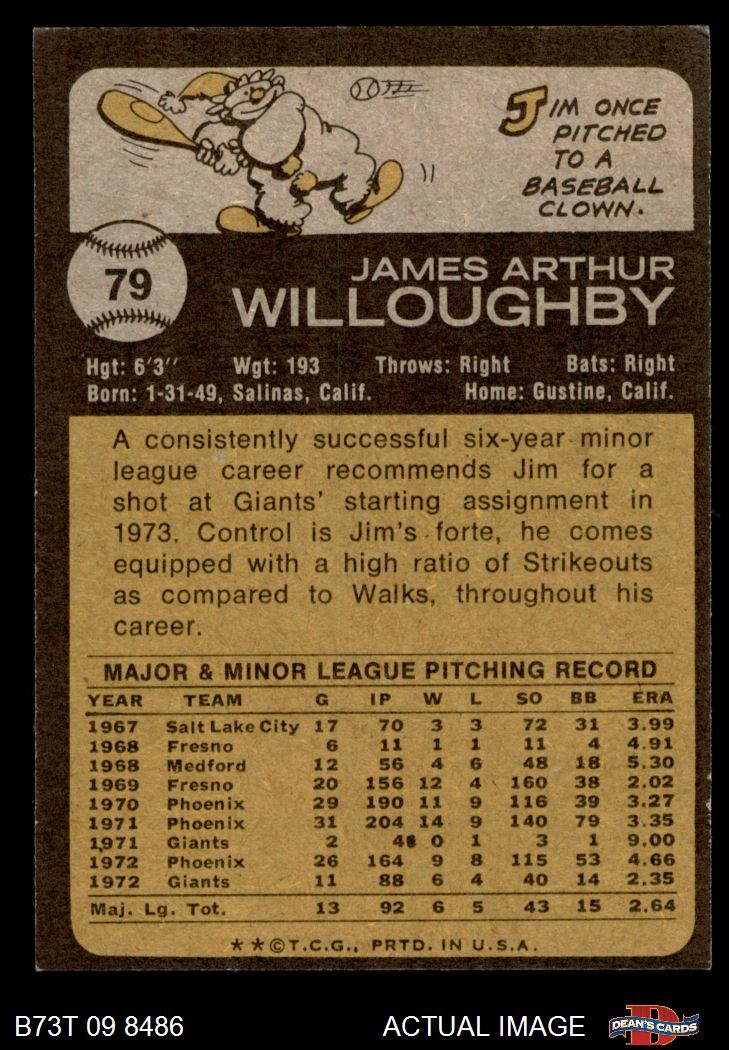 JIM ONCE
PITCHED
TO A
BASEBALL
CLOWN.
79
JAMES ARTHUR
WILLOUGHBY
Hgt: 6'3" Wgt: 193 Throws: Right Bats: Right
Born: 1-31-49, Salinas, Calif. Home: Gustine, Calif.
A consistently successful six-year minor
league career recommends Jim for a
shot at Giants' starting assignment in
1973. Control is Jim's forte, he comes
equipped with a high ratio of Strikeouts
as compared to Walks, throughout his
career.
MAJOR & MINOR LEAGUE PITCHING RECORD
YEAR TEAM G IP W L SO BB ERA
1967 Salt Lake City 17 70 3 3 72 31 3.99
1968 Fresno 6 11 1 1 11 4 4.91
1968 Medford 12 56 4 6 48 18 5.30
1969 Fresno 20 156 12 4 160 38 2.02
1970 Phoenix 29 190 11 9 116 39 3.27
1971 Phoenix 31 204 14 9 140 79 3.35
1971 Giants 2 4 0 1 3 1 9.00
1972 Phoenix 26 164 9 8 115 53 4.66
1972 Giants 11 88 6 4 40 14 2.35
Maj. Lg. Tot. 13 92 6 5 43 15 2.64
★ ★ © T.C.G., PRTD. IN U.S.A.
B73T 09 8486 ACTUAL IMAGE DEAN'S CARDS